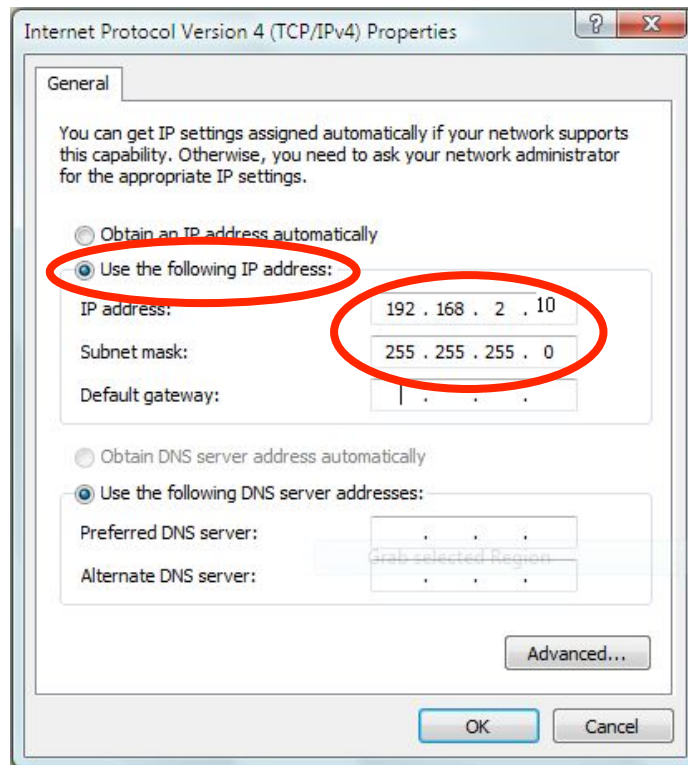 Internet Protocol Version 4 (TCP/IPv4) Properties
?
X
General
You can get IP settings assigned automatically if your network supports
this capability. Otherwise, you need to ask your network administrator
for the appropriate IP settings.
Obtain an IP address automatically
Use the following IP address:
IP address: 192 . 168 . 2 . 10
Subnet mask: 255 . 255 . 255 . 0
Default gateway: . . .
Obtain DNS server address automatically
Use the following DNS server addresses:
Preferred DNS server: . . .
Grab selected Region
Alternate DNS server: . . .
Advanced...
OK Cancel